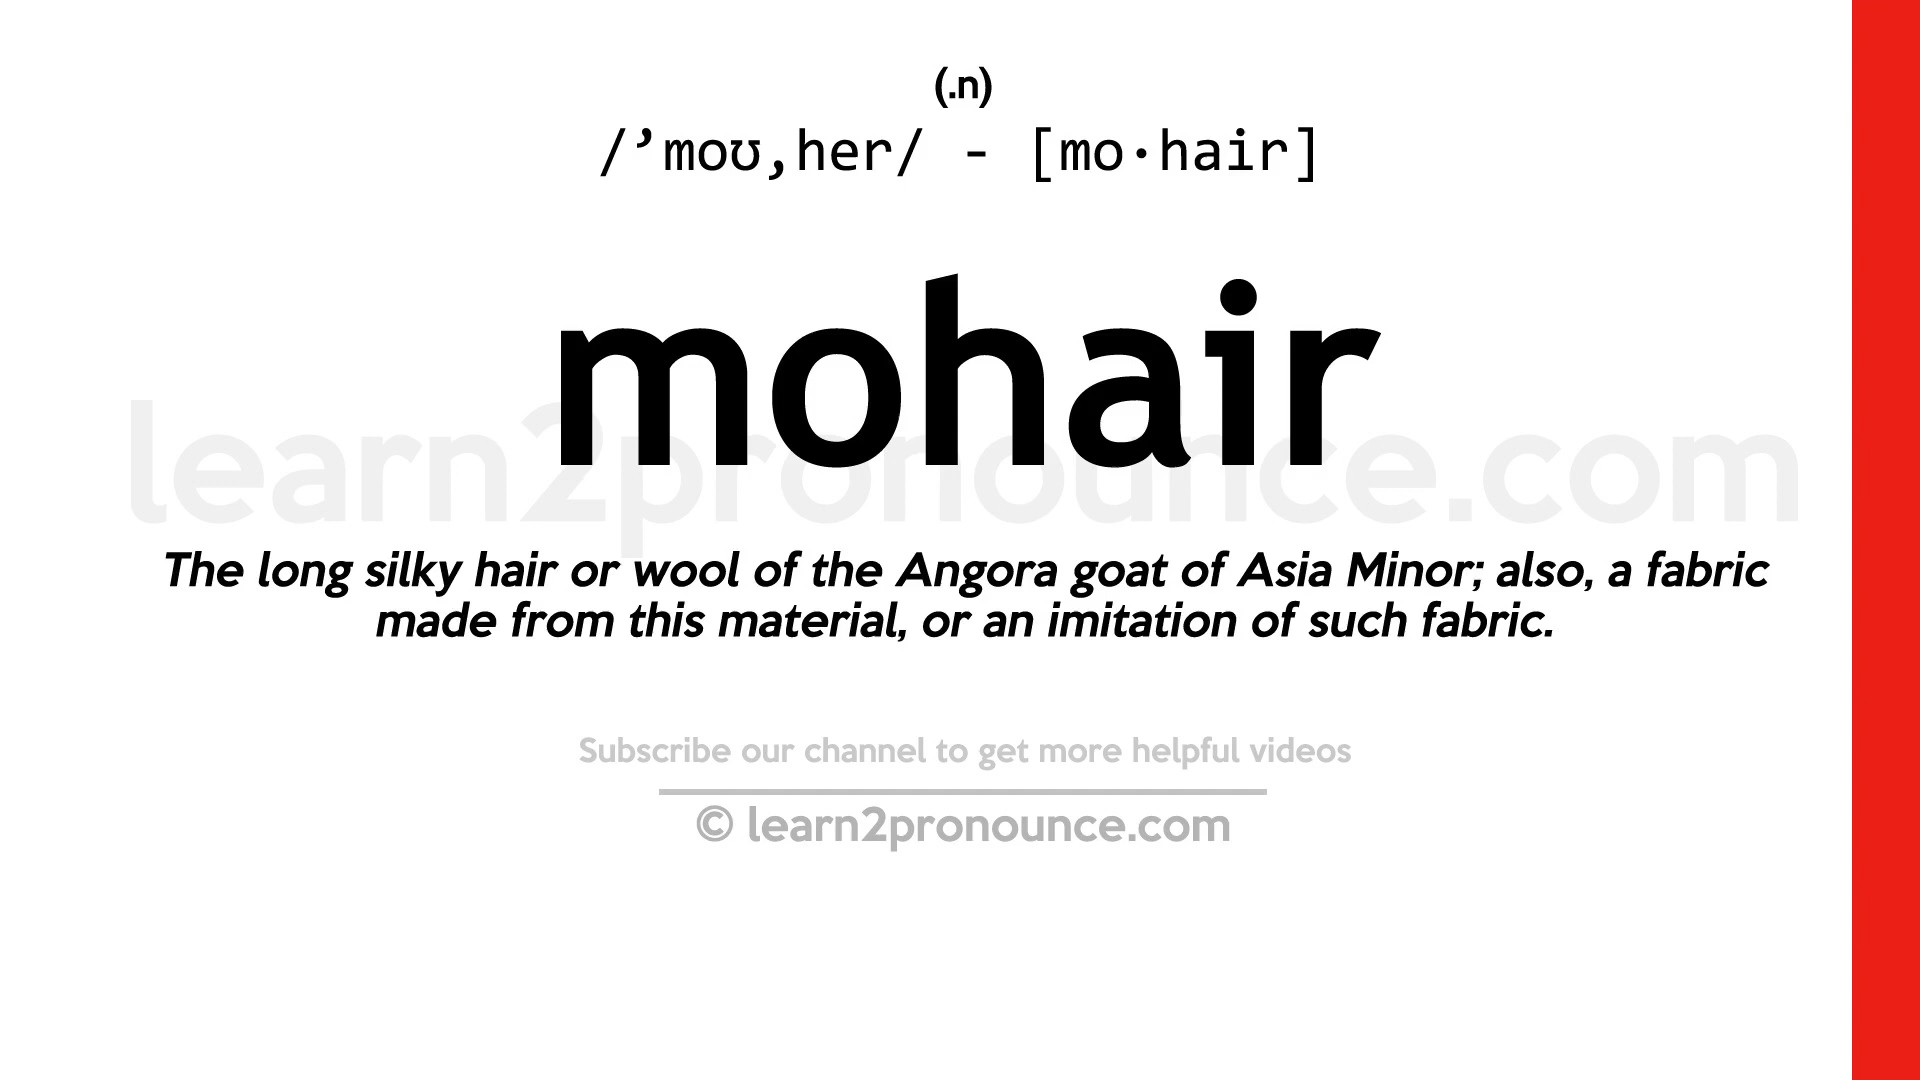 (.n)
/’moʊ,her/ - [mo·hair]
mohair
learn2pronounce.com
The long silky hair or wool of the Angora goat of Asia Minor; also, a fabric
made from this material, or an imitation of such fabric.
Subscribe our channel to get more helpful videos
© learn2pronounce.com